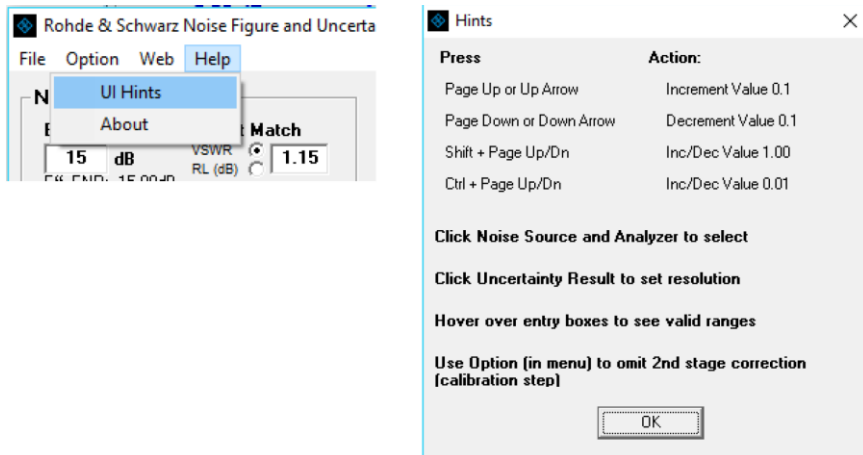 Rohde & Schwarz Noise Figure and Uncerta
File Option Web Help
UI Hints
About
Match
15 dB
VSWR
RL (dB)
1.15
Hints
Press Action:
Page Up or Up Arrow Increment Value 0.1
Page Down or Down Arrow Decrement Value 0.1
Shift + Page Up/Dn Inc/Dec Value 1.00
Ctrl + Page Up/Dn Inc/Dec Value 0.01
Click Noise Source and Analyzer to select
Click Uncertainty Result to set resolution
Hover over entry boxes to see valid ranges
Use Option (in menu) to omit 2nd stage correction
(calibration step)
OK